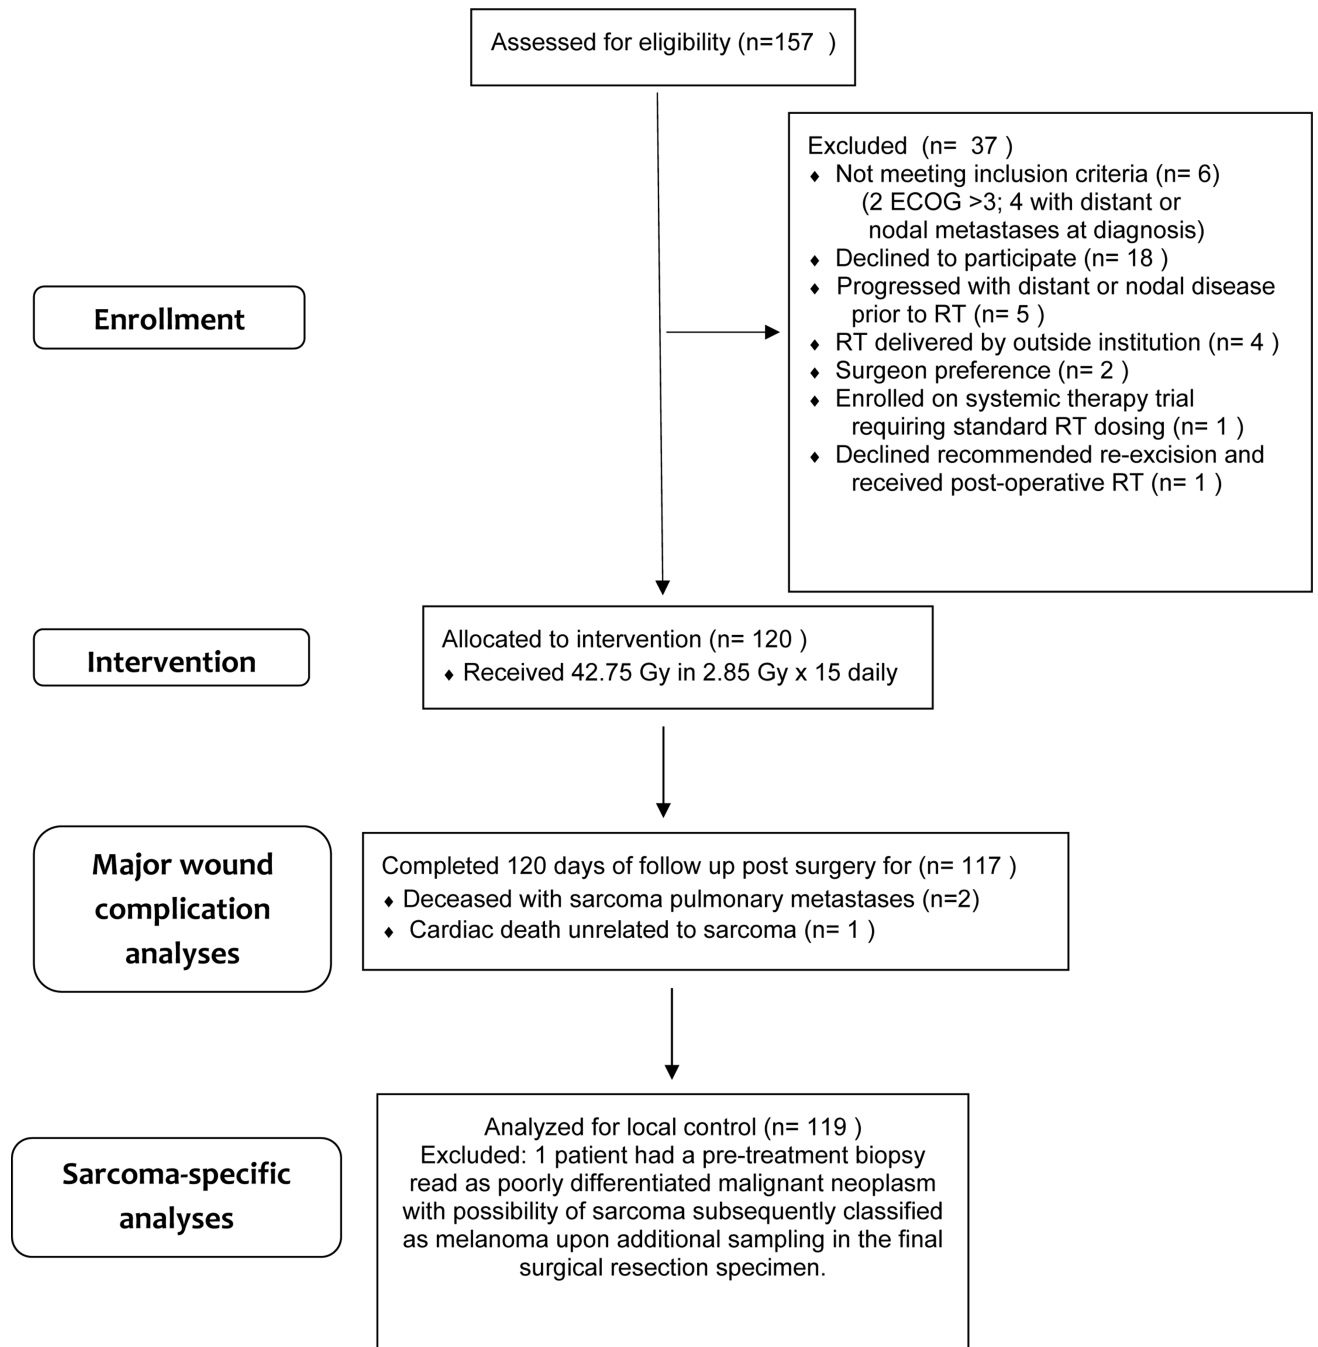 Assessed for eligibility (n=157 )
Excluded (n= 37 )
♦ Not meeting inclusion criteria (n= 6)
(2 ECOG >3; 4 with distant or
nodal metastases at diagnosis)
♦ Declined to participate (n= 18 )
♦ Progressed with distant or nodal disease
prior to RT (n= 5 )
♦ RT delivered by outside institution (n= 4 )
♦ Surgeon preference (n= 2 )
♦ Enrolled on systemic therapy trial
requiring standard RT dosing (n= 1 )
♦ Declined recommended re-excision and
received post-operative RT (n= 1 )
Enrollment
Intervention
Allocated to intervention (n= 120 )
♦ Received 42.75 Gy in 2.85 Gy x 15 daily
Major wound
complication
analyses
Completed 120 days of follow up post surgery for (n= 117 )
♦ Deceased with sarcoma pulmonary metastases (n=2)
♦ Cardiac death unrelated to sarcoma (n= 1 )
Sarcoma-specific
analyses
Analyzed for local control (n= 119 )
Excluded: 1 patient had a pre-treatment biopsy
read as poorly differentiated malignant neoplasm
with possibility of sarcoma subsequently classified
as melanoma upon additional sampling in the final
surgical resection specimen.